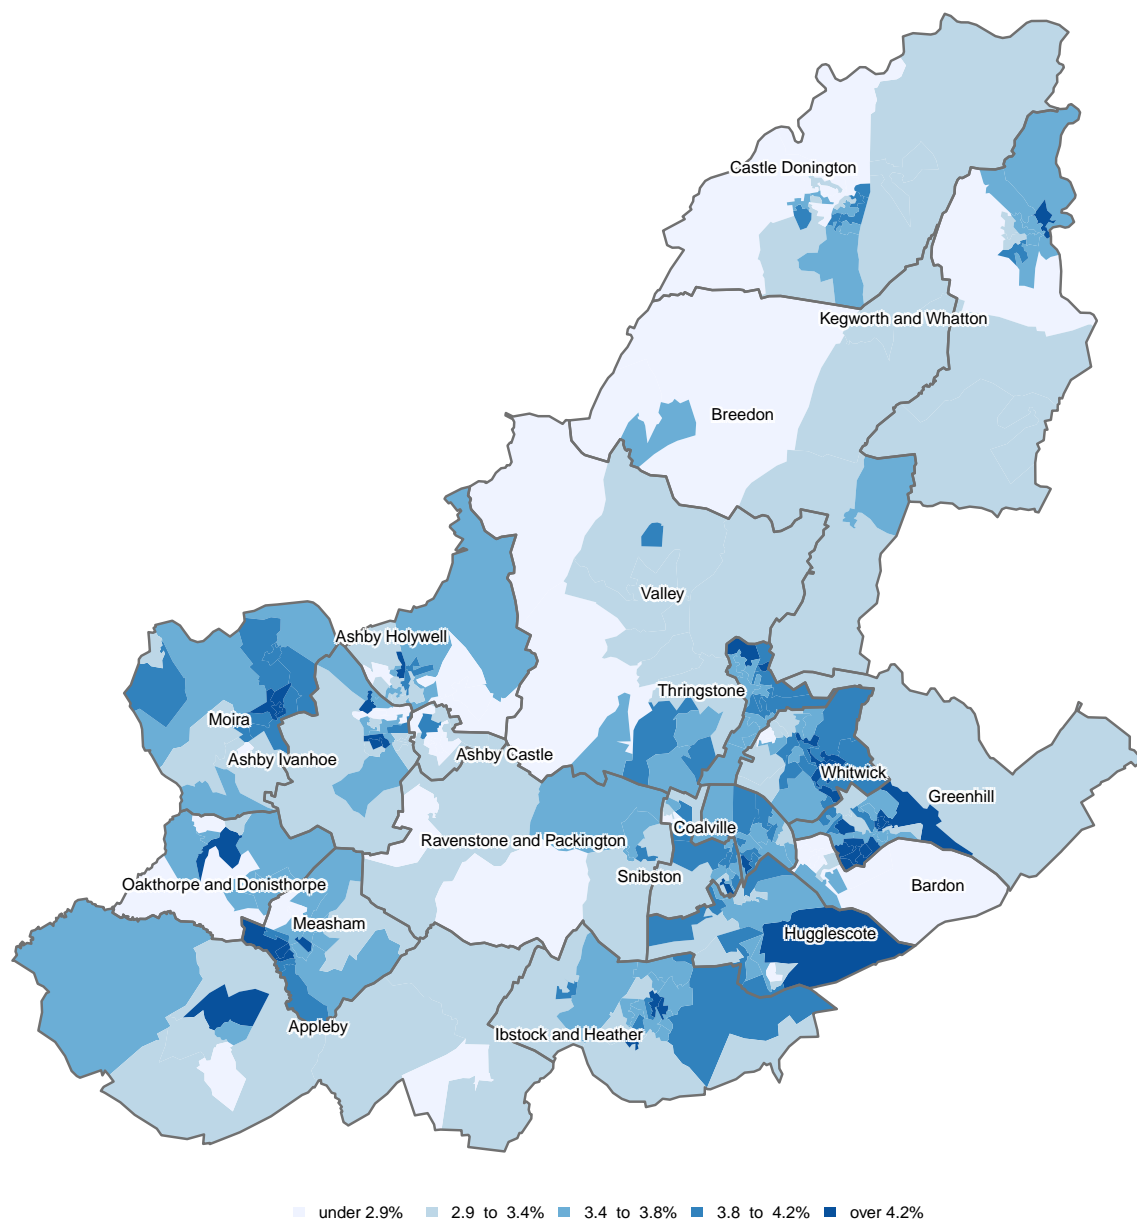 Castle Donington
Kegworth and Whatton
Breedon
Valley
Ashby Holywell
Thringstone
Moira
Ashby Castle
Ashby Ivanhoe
Whitwick
Greenhill
Coalville
Ravenstone and Packington
Snibston
Oakthorpe and Donisthorpe
Bardon
Measham
Hugglescote
Appleby
Ibstock and Heather
under 2.9% 2.9 to 3.4% 3.4 to 3.8% 3.8 to 4.2% over 4.2%